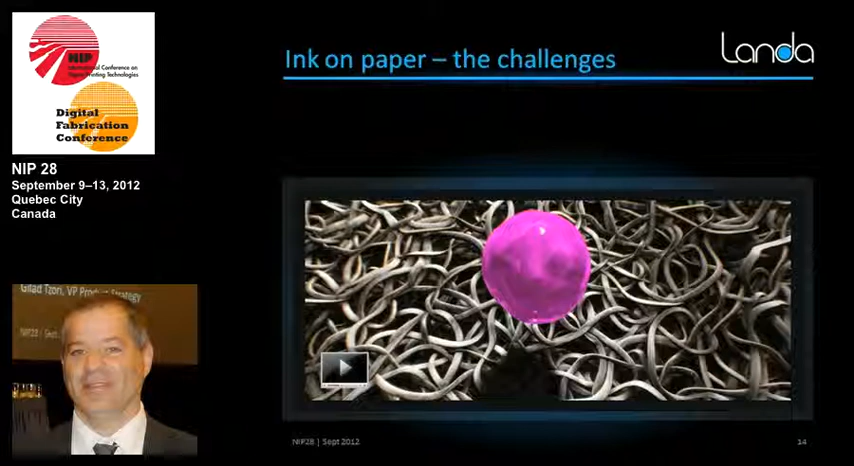 NIP
International Conference on
Digital Printing Technologies
Digital
Fabrication
Conference
NIP 28
September 9–13, 2012
Quebec City
Canada
Gilad Tzori, VP Product Strategy
Ink on paper – the challenges
Landa
NIP28 | Sept 2012
14